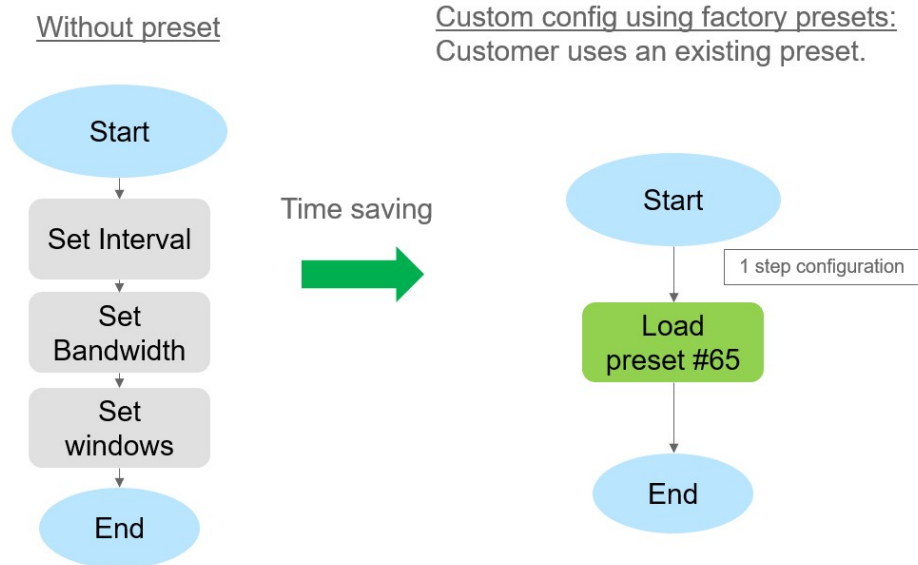 Without preset
Start
Set Interval
Set
Bandwidth
Set
windows
End
Time saving
Custom config using factory presets:
Customer uses an existing preset.
Start
1 step configuration
Load
preset #65
End